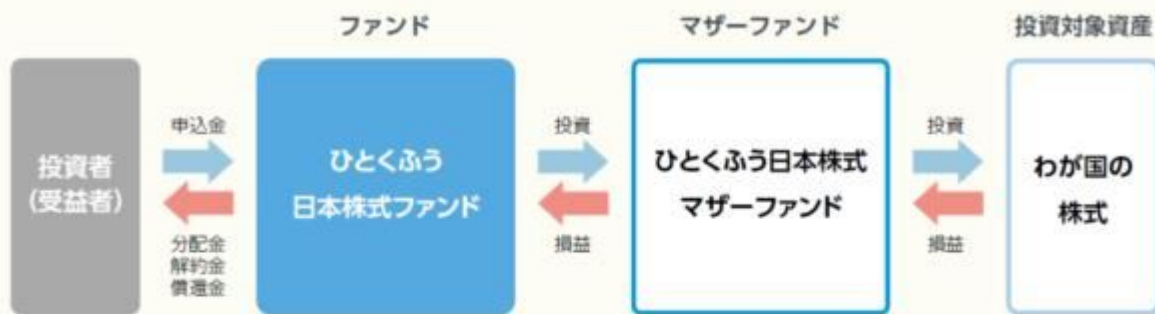 ファンド
マザーファンド
投資対象資産
投資者
(受益者)
申込金
分配金
解約金
償還金
ひとくふう
日本株式ファンド
投資
損益
ひとくふう日本株式
マザーファンド
投資
損益
わが国の
株式